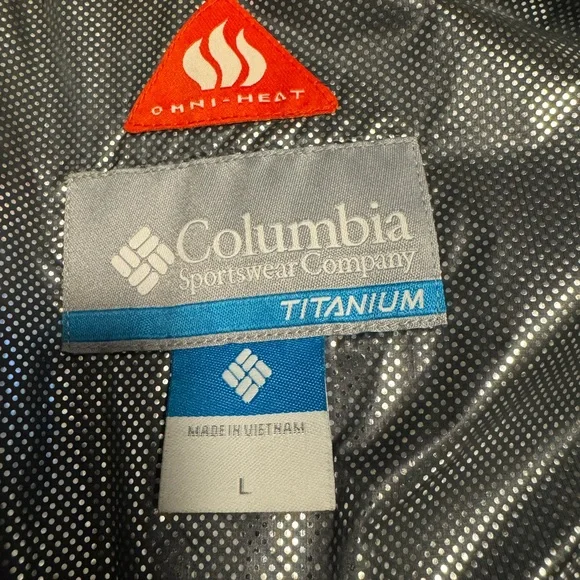 OMNI-HEAT
Columbia
Sportswear Company
TITANIUM
MADE IN VIETNAM
L